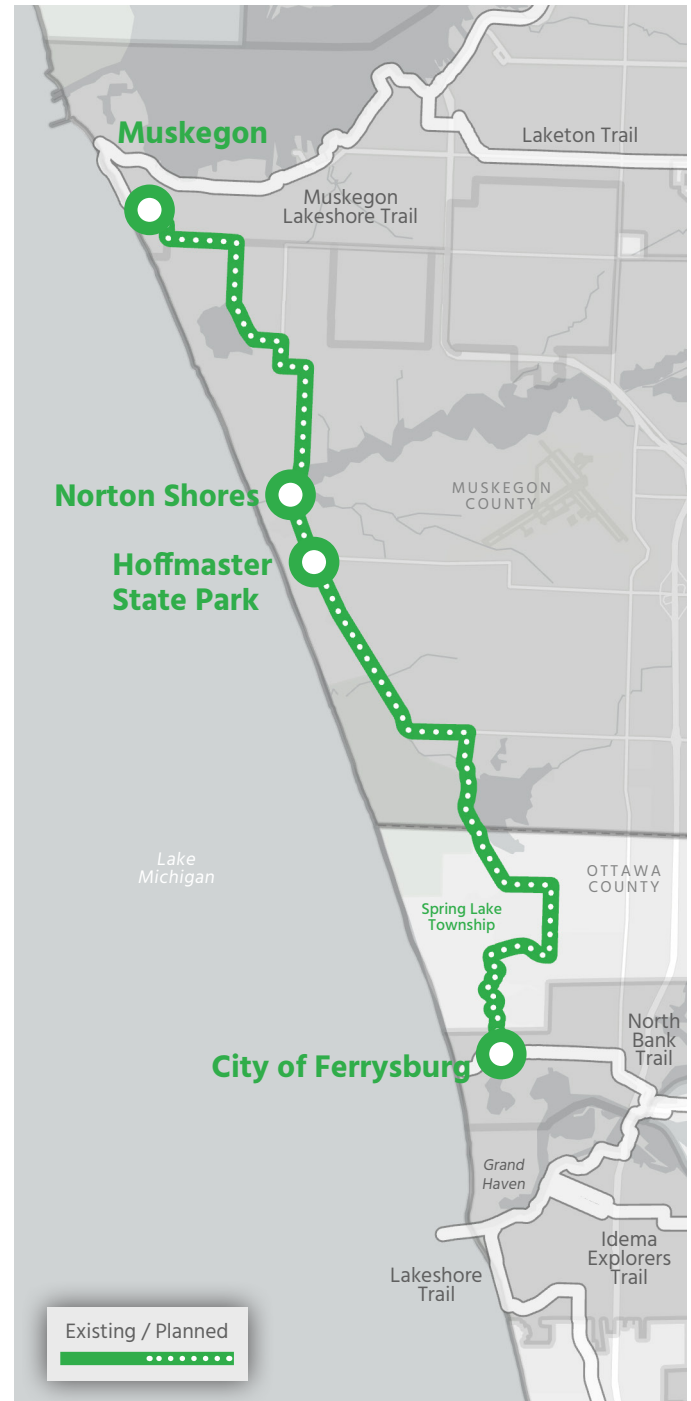 Muskegon
Laketon Trail
Muskegon
Lakeshore Trail
Norton Shores
MUSKEGON
COUNTY
Hoffmaster
State Park
Lake
Michigan
OTTAWA
COUNTY
Spring Lake
Township
North
Bank
Trail
City of Ferrysburg
Grand
Haven
Idema
Explorers
Trail
Lakeshore
Trail
Existing / Planned